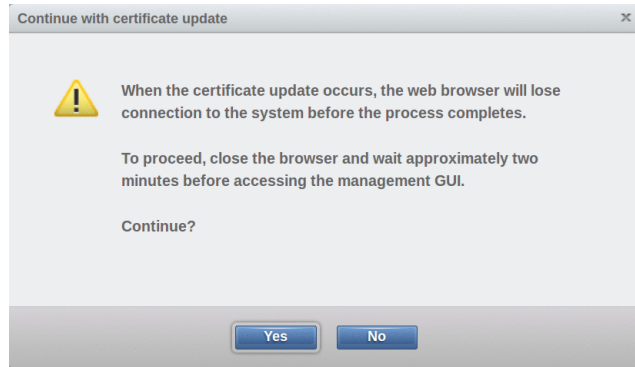 Continue with certificate update
When the certificate update occurs, the web browser will lose
connection to the system before the process completes.
To proceed, close the browser and wait approximately two
minutes before accessing the management GUI.
Continue?
Yes No